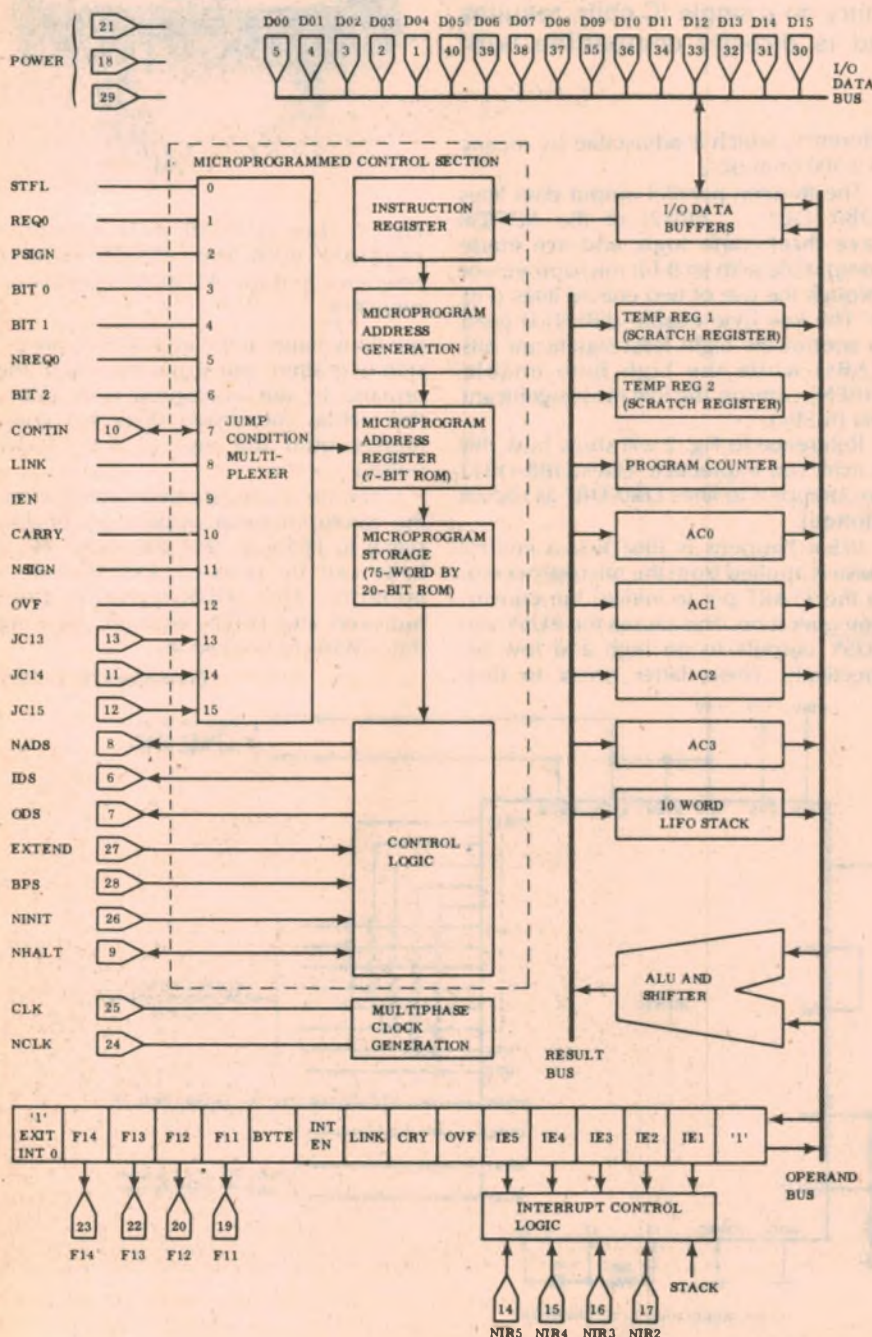 D00 D01 D02 D03 D04 D05 D06 D07 D08 D09 D10 D11 D12 D13 D14 D15
5 4 3 2 1 40 39 38 37 35 36 34 33 32 31 30
POWER
21
18
29
I/O
DATA
BUS
MICROPROGRAMMED CONTROL SECTION
STFL 0
REQ0 1
PSIGN 2
BIT 0 3
BIT 1 4
NREQ0 5
BIT 2 6
CONTIN 10 7
LINK 8
IEN 9
CARRY 10
NSIGN 11
OVF 12
JC13 13 13
JC14 11 14
JC15 12 15
JUMP
CONDITION
MULTI-
PLEXER
INSTRUCTION
REGISTER
MICROPROGRAM
ADDRESS
GENERATION
MICROPROGRAM
ADDRESS
REGISTER
(7-BIT ROM)
MICROPROGRAM
STORAGE
(75-WORD BY
20-BIT ROM)
NADS 8
IDS 6
ODS 7
EXTEND 27
BPS 28
NINIT 26
NHALT 9
CONTROL
LOGIC
CLK 25
NCLK 24
MULTIPHASE
CLOCK
GENERATION
I/O DATA
BUFFERS
TEMP REG 1
(SCRATCH REGISTER)
TEMP REG 2
(SCRATCH REGISTER)
PROGRAM COUNTER
AC0
AC1
AC2
AC3
10 WORD
LIFO STACK
ALU AND
SHIFTER
RESULT
BUS
OPERAND
BUS
'1'
EXIT
INT 0
F14 F13 F12 F11 BYTE INT
EN LINK CRY OVF IE5 IE4 IE3 IE2 IE1 '1'
23 22 20 19
F14 F13 F12 F11
INTERRUPT CONTROL
LOGIC
STACK
14 15 16 17
NIR5 NIR4 NIR3 NIR2